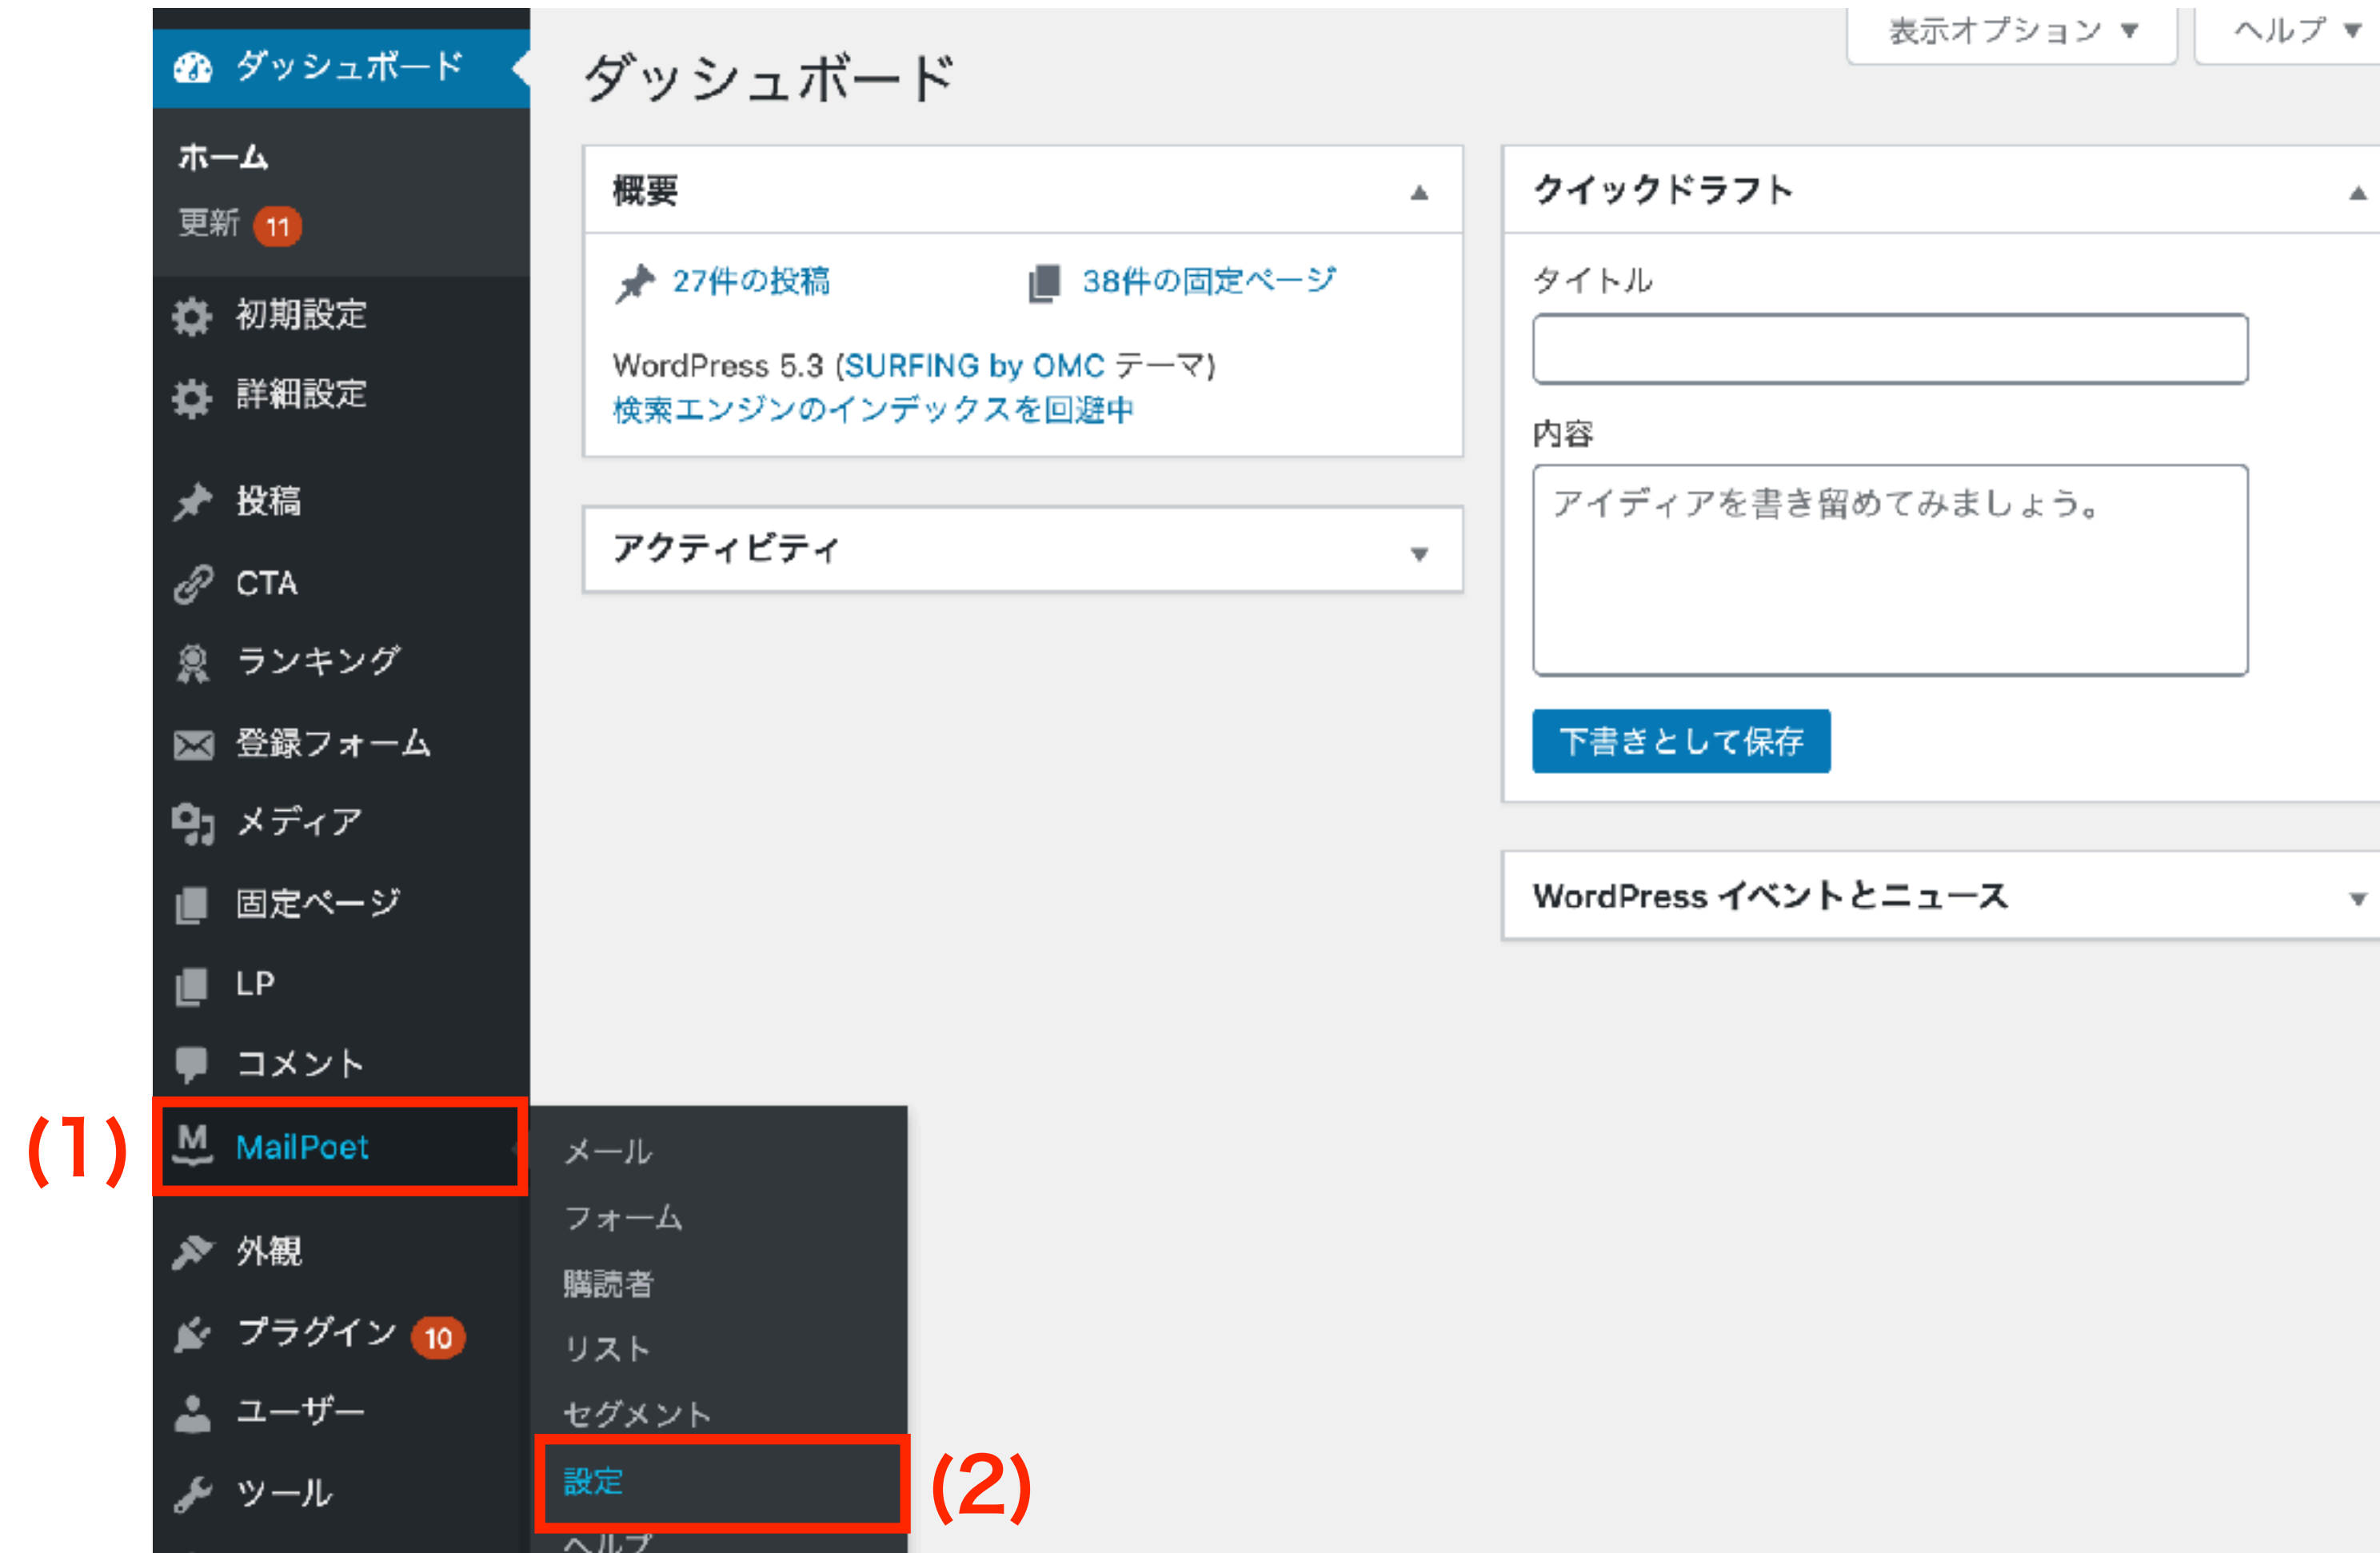 ダッシュボード
ホーム
更新 11
初期設定
詳細設定
投稿
CTA
ランキング
登録フォーム
メディア
固定ページ
LP
コメント
(1)
MailPoet
外観
プラグイン 10
ユーザー
ツール
メール
フォーム
購読者
リスト
セグメント
設定
(2)
ヘルプ
表示オプション ▼
ヘルプ ▼
ダッシュボード
概要
27件の投稿
38件の固定ページ
WordPress 5.3 (SURFING by OMC テーマ)
検索エンジンのインデックスを回避中
アクティビティ
クイックドラフト
タイトル
内容
アイディアを書き留めてみましょう。
下書きとして保存
WordPress イベントとニュース